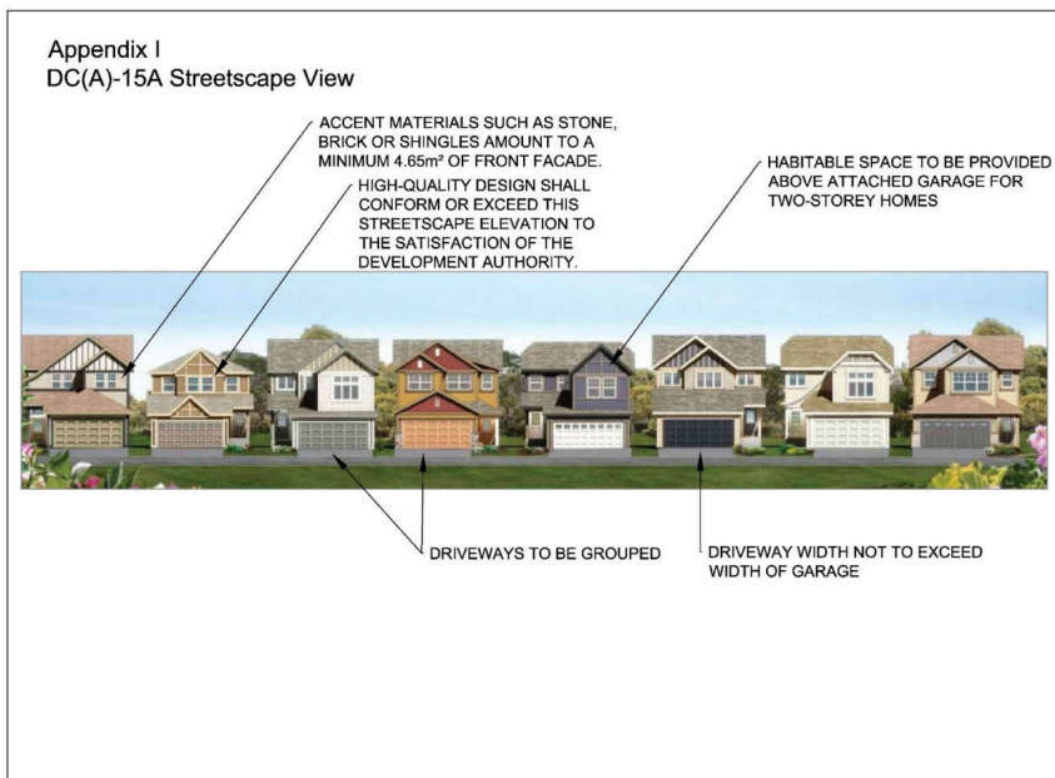 Appendix I
DC(A)-15A Streetscape View
ACCENT MATERIALS SUCH AS STONE,
BRICK OR SHINGLES AMOUNT TO A
MINIMUM 4.65m² OF FRONT FACADE.
HIGH-QUALITY DESIGN SHALL
CONFORM OR EXCEED THIS
STREETSCAPE ELEVATION TO
THE SATISFACTION OF THE
DEVELOPMENT AUTHORITY.
HABITABLE SPACE TO BE PROVIDED
ABOVE ATTACHED GARAGE FOR
TWO-STOREY HOMES
DRIVEWAYS TO BE GROUPED
DRIVEWAY WIDTH NOT TO EXCEED
WIDTH OF GARAGE